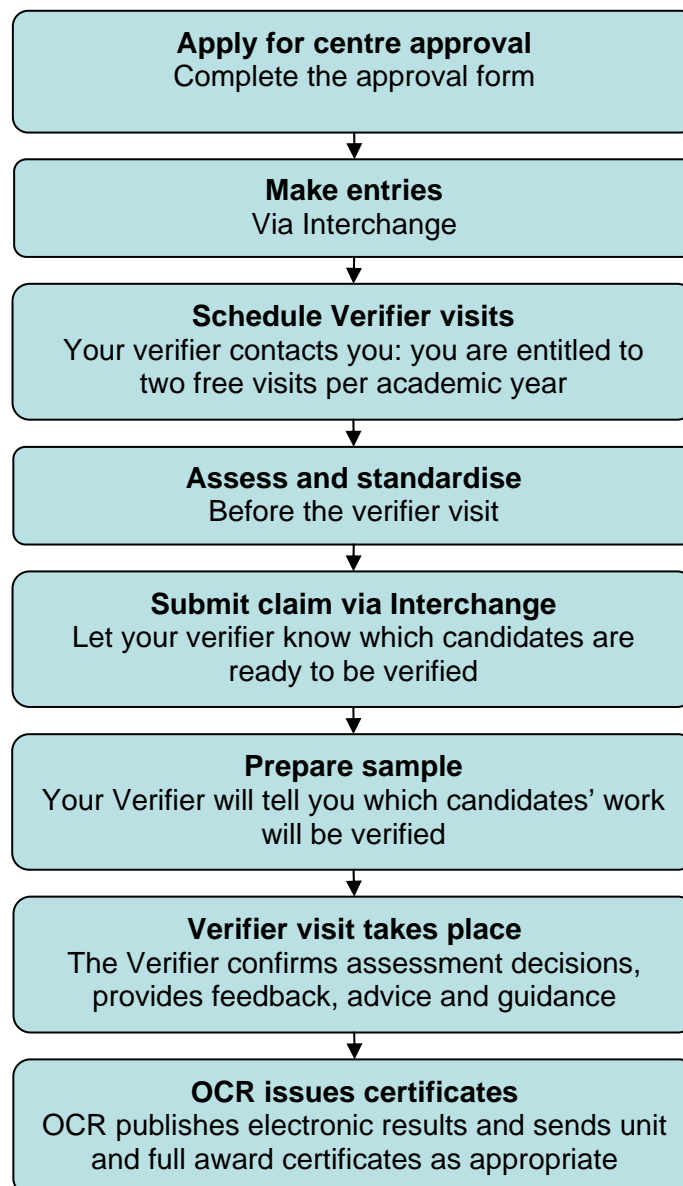 Apply for centre approval
Complete the approval form
Make entries
Via Interchange
Schedule Verifier visits
Your verifier contacts you: you are entitled to
two free visits per academic year
Assess and standardise
Before the verifier visit
Submit claim via Interchange
Let your verifier know which candidates are
ready to be verified
Prepare sample
Your Verifier will tell you which candidates’ work
will be verified
Verifier visit takes place
The Verifier confirms assessment decisions,
provides feedback, advice and guidance
OCR issues certificates
OCR publishes electronic results and sends unit
and full award certificates as appropriate